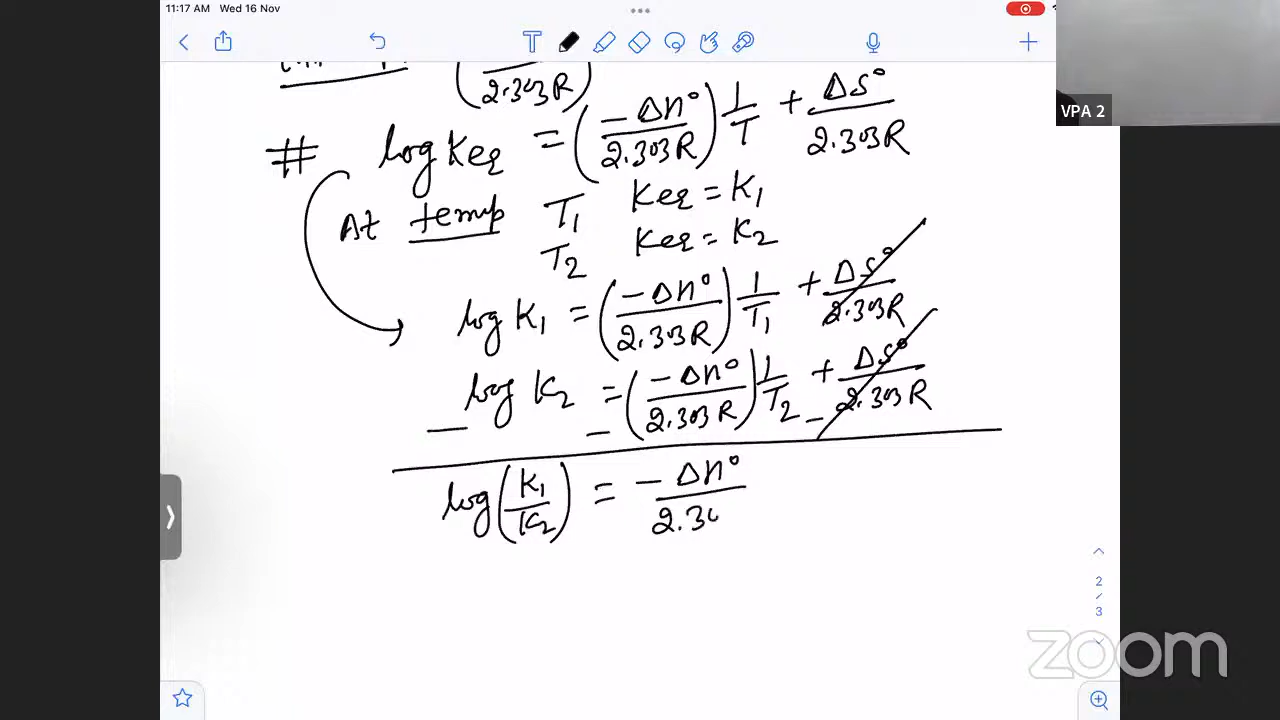 11:17 AM Wed 16 Nov
VPA 2
2.303R
# log Keq = (-ΔH°/2.303R) 1/T + ΔS°/2.303R
At temp T₁ Keq = K₁
T₂ Keq = K₂
log K₁ = (-ΔH°/2.303R) 1/T₁ + ΔS°/2.303R
log K₂ = (-ΔH°/2.303R) 1/T₂ + ΔS°/2.303R
— — —
log(K₁/K₂) = -ΔH°/2.30
2/3
zoom